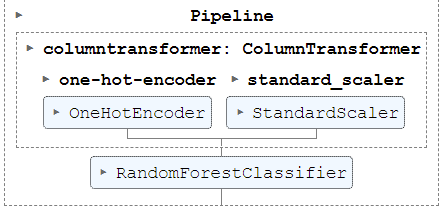 Pipeline
columntransformer: ColumnTransformer
one-hot-encoder standard_scaler
OneHotEncoder StandardScaler
RandomForestClassifier